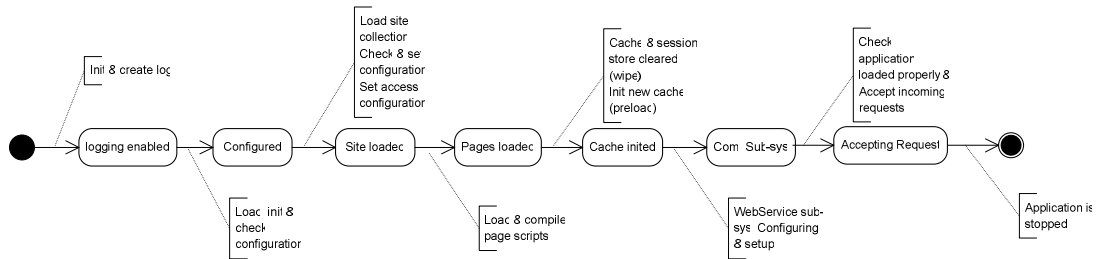 Load site
collection
Check & set
configuration
Set access
configuration
Cache & session
store cleared
(wipe)
Init new cache
(preload)
Check
application
loaded properly &
Accept incoming
requests
Init & create log
logging enabled
Configured
Site loaded
Pages loaded
Cache inited
Com Sub-sys
Accepting Request
Load init &
check
configuration
Load & compile
page scripts
WebService sub-
sys Configuring
& setup
Application is
stopped